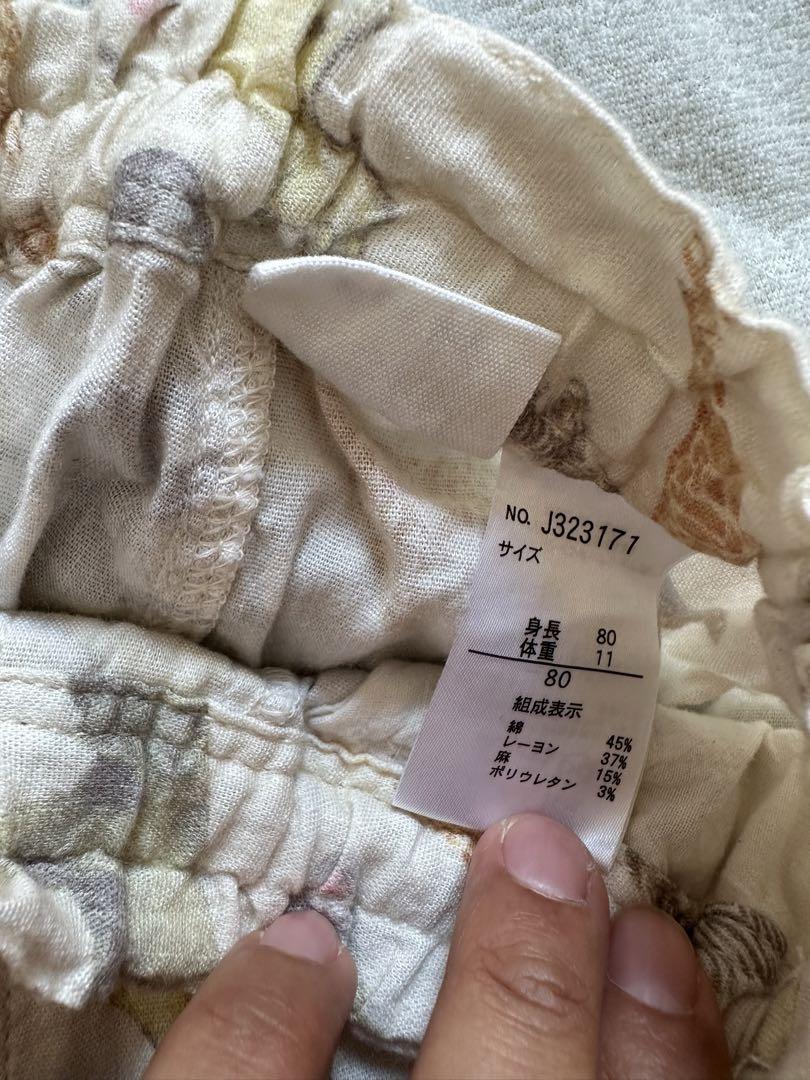 NO. J323171
サイズ
身長 80
体重 11
80
組成表示
綿 45%
レーヨン 37%
麻 15%
ポリウレタン 3%